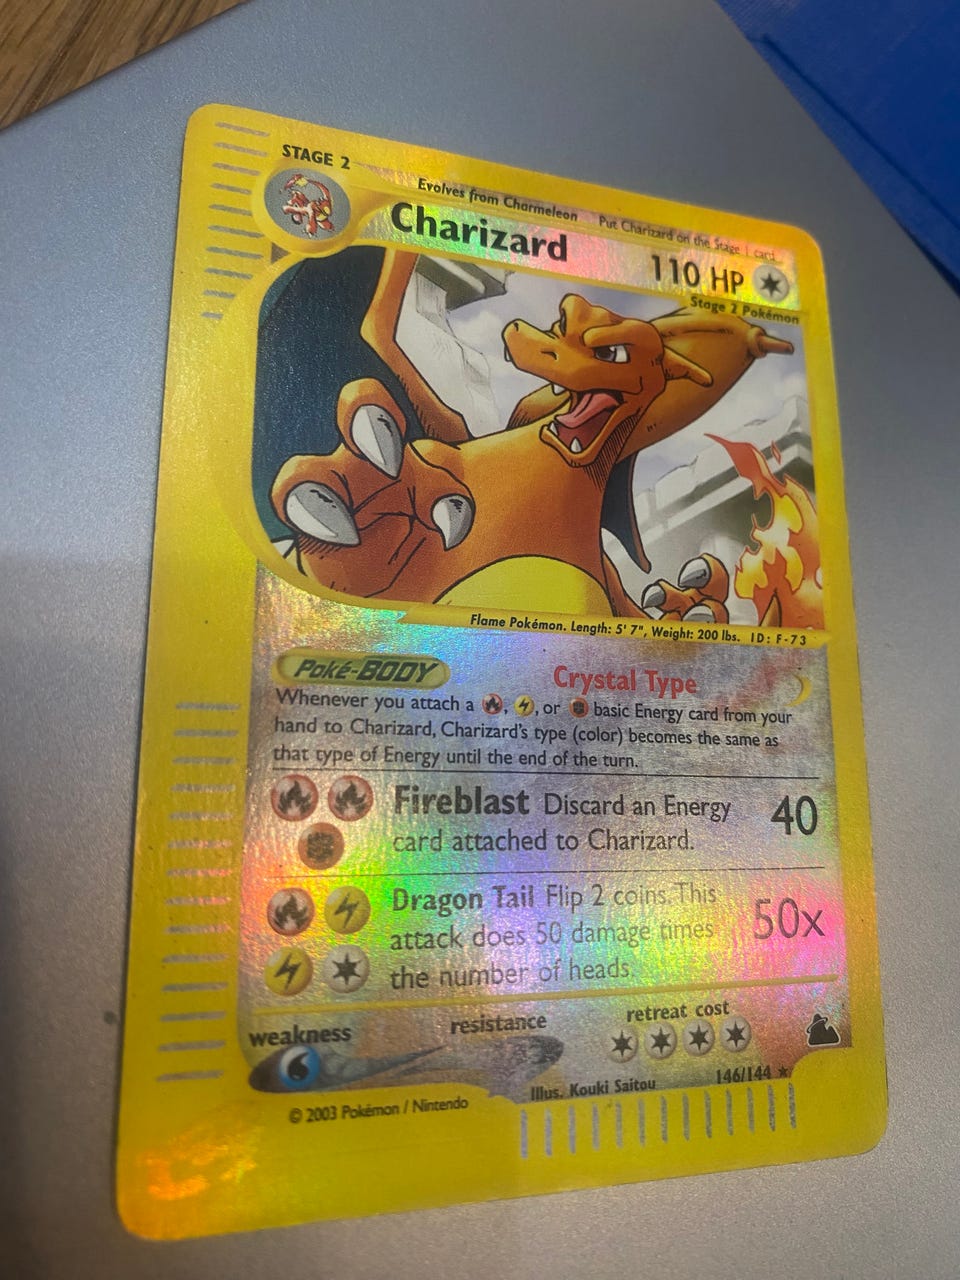 STAGE 2
Evolves from Charmeleon Put Charizard on the Stage 1 card
Charizard 110 HP
Stage 2 Pokémon
Flame Pokémon. Length: 5' 7", Weight: 200 lbs. ID: F-73
Poké-BODY Crystal Type
Whenever you attach a , , or basic Energy card from your
hand to Charizard, Charizard's type (color) becomes the same as
that type of Energy until the end of the turn.
Fireblast Discard an Energy 40
card attached to Charizard.
Dragon Tail Flip 2 coins. This 50x
attack does 50 damage times
the number of heads.
weakness resistance retreat cost
Illus. Kouki Saitou 146/144 ★
© 2003 Pokémon / Nintendo